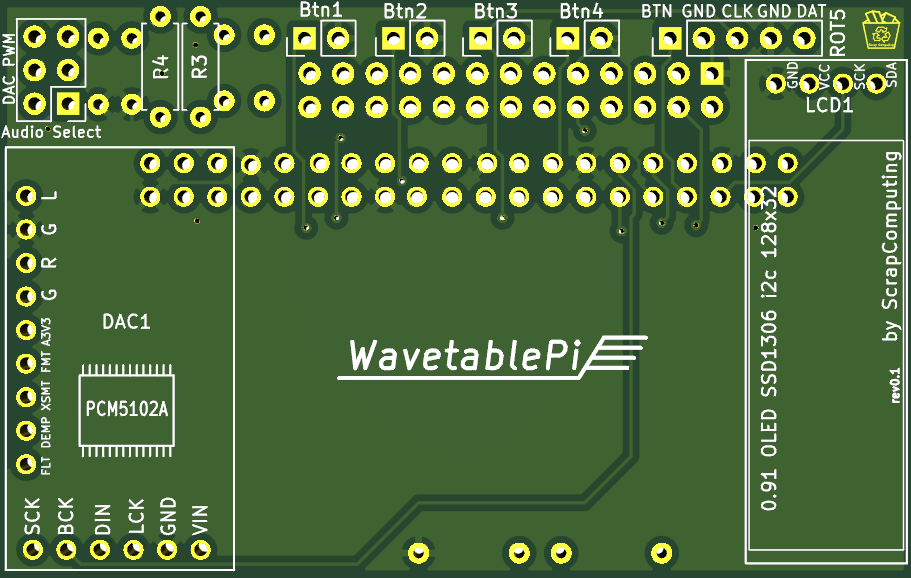 Btn1
Btn2
Btn3
Btn4
BTN GND CLK GND DAT
ROT5
Scrap Computing
DAC PWM
R4
R3
Audio Select
GND
VCC
SCK
SDA
LCD1
L
G
R
G
A3V3
FMT
XSMT
DEMP
FLT
DAC1
PCM5102A
SCK
BCK
DIN
LCK
GND
VIN
WavetablePi
0.91 OLED SSD1306 i2c 128x32
by ScrapComputing
rev0.1